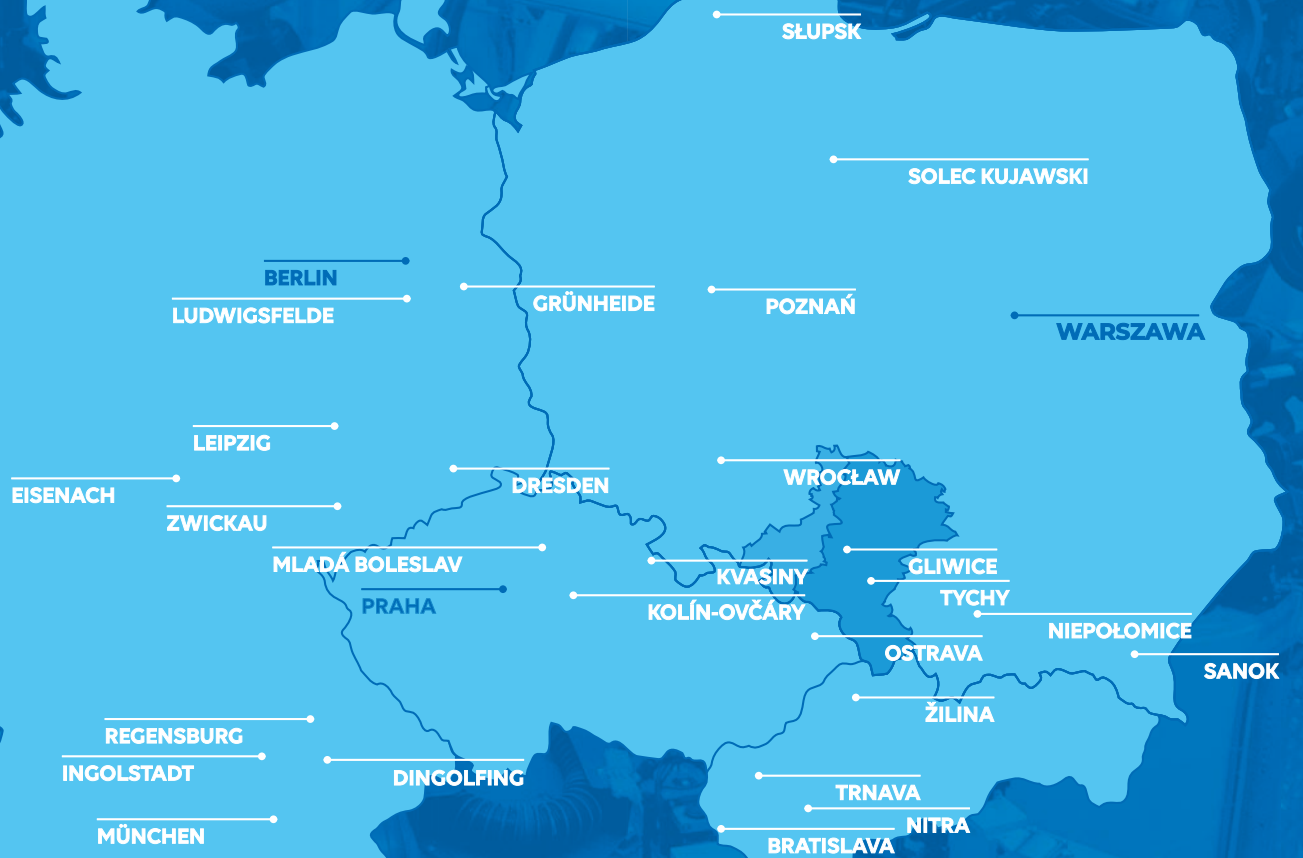 SŁUPSK
SOLEC KUJAWSKI
BERLIN
LUDWIGSFELDE
GRÜNHEIDE
POZNAŃ
WARSZAWA
LEIPZIG
EISENACH
ZWICKAU
DRESDEN
WROCŁAW
MLADÁ BOLESLAV
PRAHA
KVASINY
KOLÍN-OVČÁRY
GLIWICE
TYCHY
NIEPOŁOMICE
OSTRAVA
SANOK
ŽILINA
REGENSBURG
INGOLSTADT
DINGOLFING
MÜNCHEN
TRNAVA
NITRA
BRATISLAVA